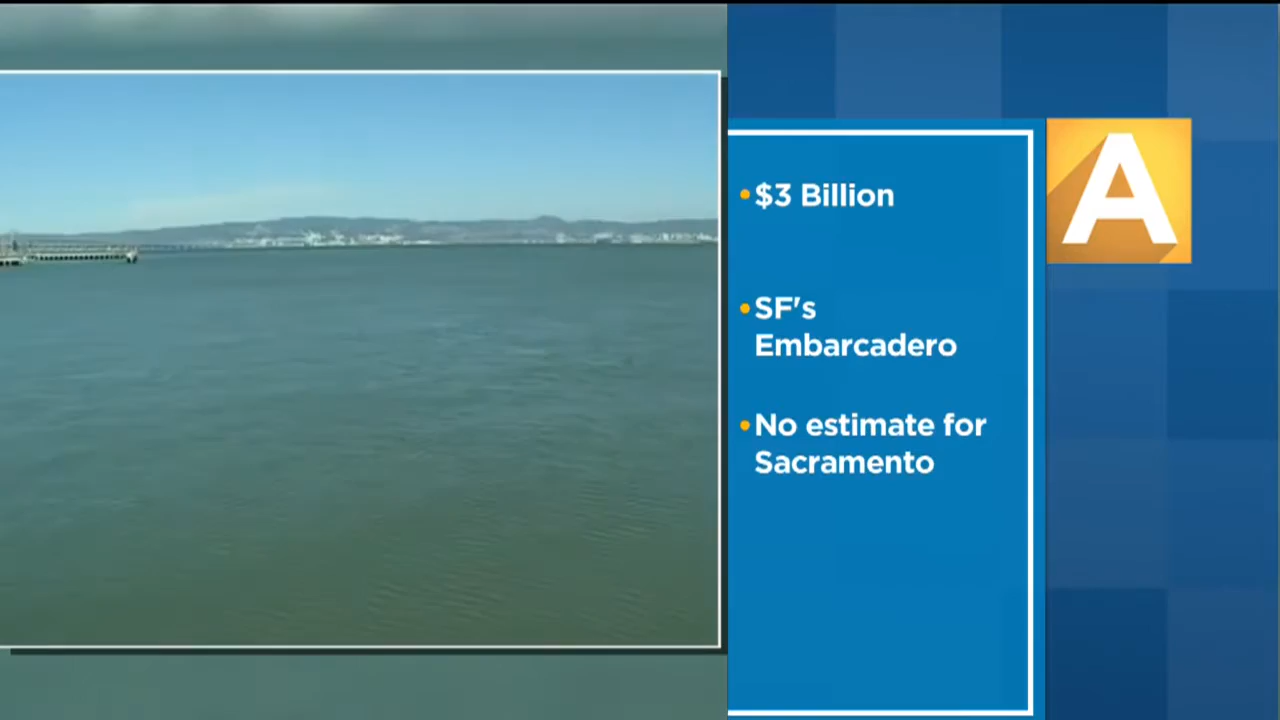 •$3 Billion
•SF's
Embarcadero
•No estimate for
Sacramento
A